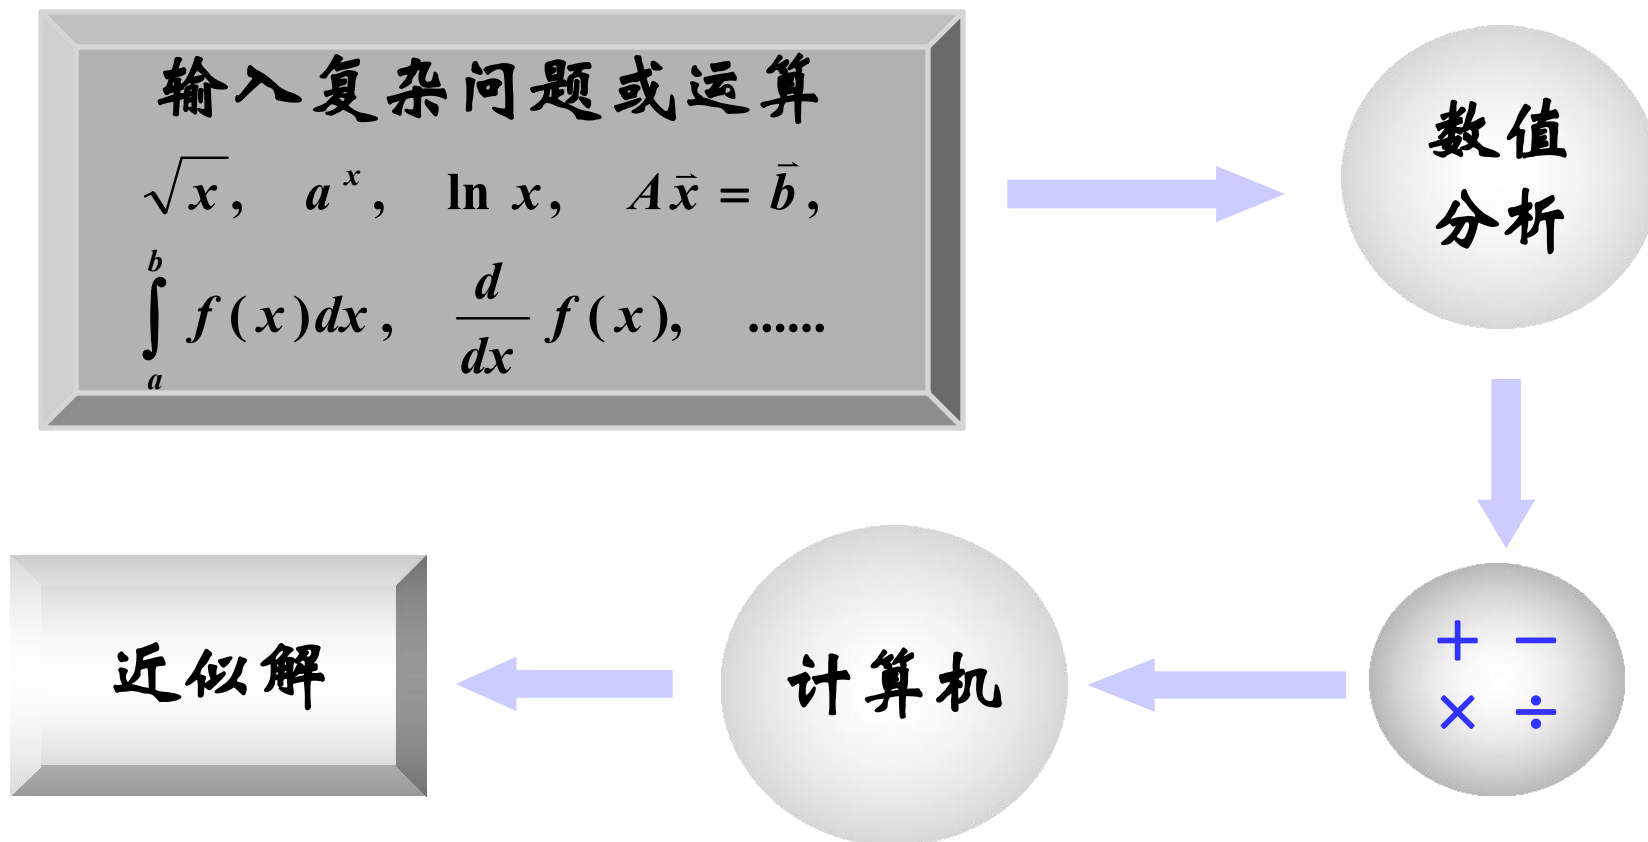 输入复杂问题或运算
√x, a^x, ln x, Ax⃗ = b⃗,
∫_a^b f(x)dx, d/dx f(x), ......
数值
分析
+ −
× ÷
计算机
近似解